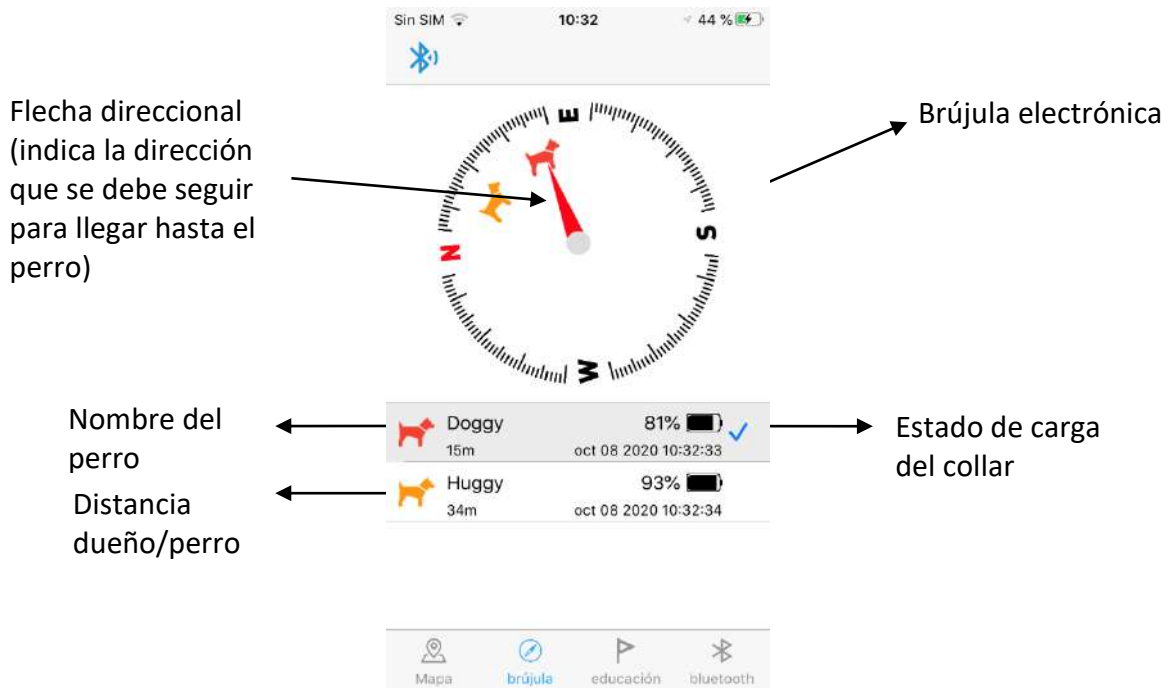 Sin SIM 10:32 44 %
Flecha direccional
(indica la dirección
que se debe seguir
para llegar hasta el
perro)
Brújula electrónica
E
N
S
W
Nombre del
perro
Distancia
dueño/perro
Doggy 81%
15m oct 08 2020 10:32:33
Huggy 93%
34m oct 08 2020 10:32:34
Estado de carga
del collar
Mapa brújula educación bluetooth